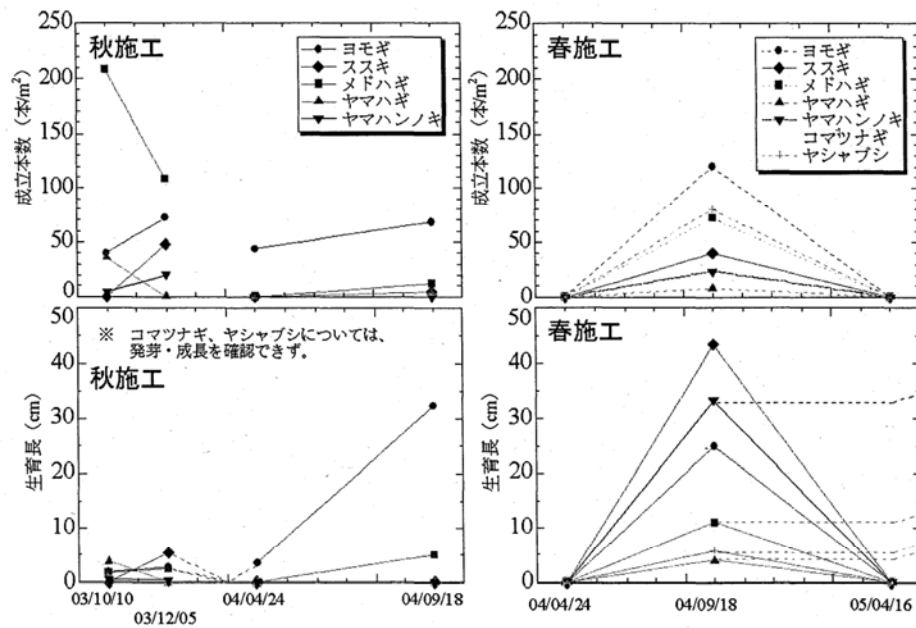 250
200
150
100
50
0
成立本数（本/m²）
秋施工
ヨモギ
ススキ
メドハギ
ヤマハギ
ヤマハンノキ
250
200
150
100
50
0
成立本数（本/m²）
春施工
ヨモギ
ススキ
メドハギ
ヤマハギ
ヤマハンノキ
コマツナギ
ヤシャブシ
50
40
30
20
10
0
生育長（cm）
※ コマツナギ、ヤシャブシについては、
発芽・成長を確認できず。
秋施工
03/10/10
03/12/05
04/04/24
04/09/18
50
40
30
20
10
0
生育長（cm）
春施工
04/04/24
04/09/18
05/04/16